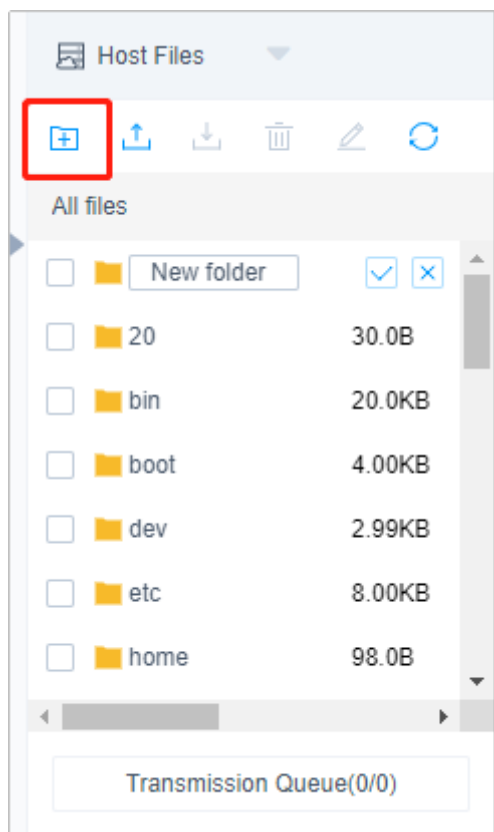 Host Files
All files
New folder
20 30.0B
bin 20.0KB
boot 4.00KB
dev 2.99KB
etc 8.00KB
home 98.0B
Transmission Queue(0/0)